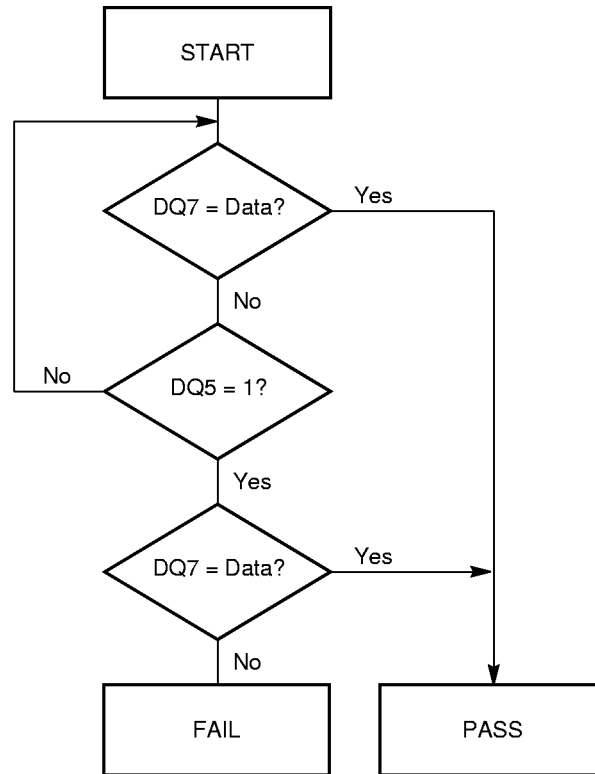 START
DQ7 = Data?
Yes
No
DQ5 = 1?
No
Yes
DQ7 = Data?
Yes
No
FAIL
PASS